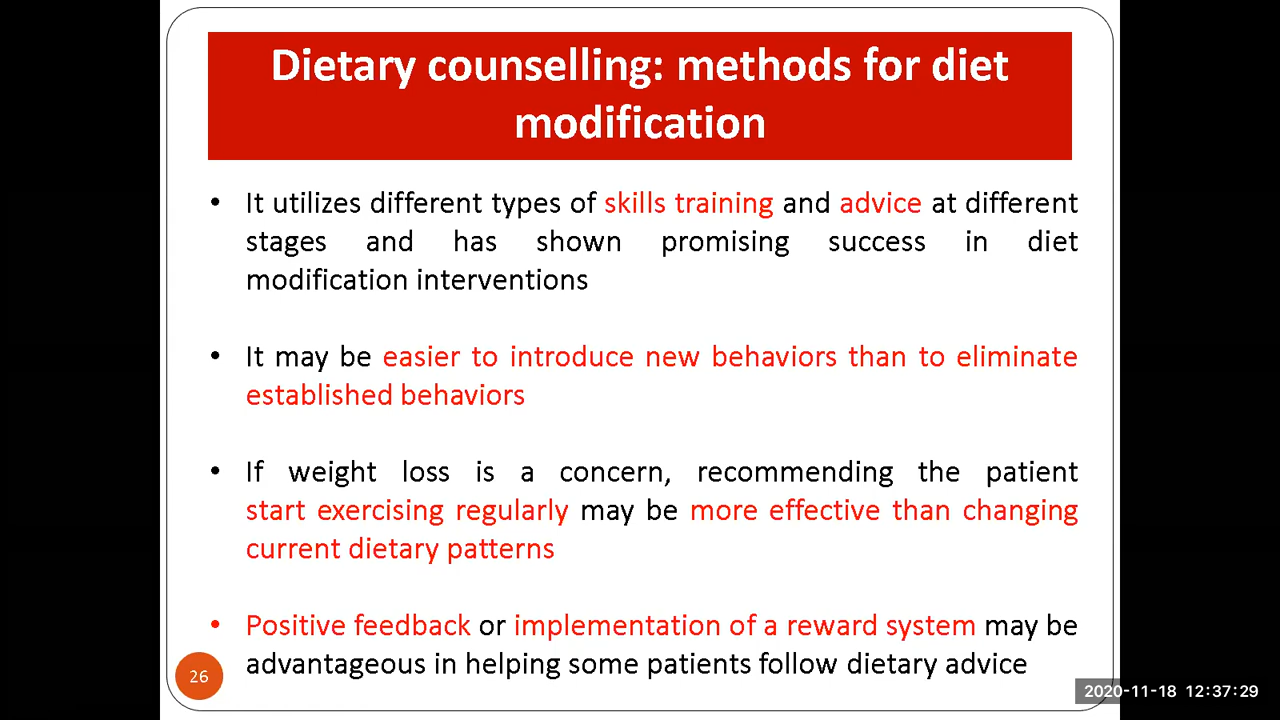 Dietary counselling: methods for diet
modification
• It utilizes different types of skills training and advice at different
stages and has shown promising success in diet
modification interventions
• It may be easier to introduce new behaviors than to eliminate
established behaviors
• If weight loss is a concern, recommending the patient
start exercising regularly may be more effective than changing
current dietary patterns
• Positive feedback or implementation of a reward system may be
advantageous in helping some patients follow dietary advice
26
2020-11-18 12:37:29